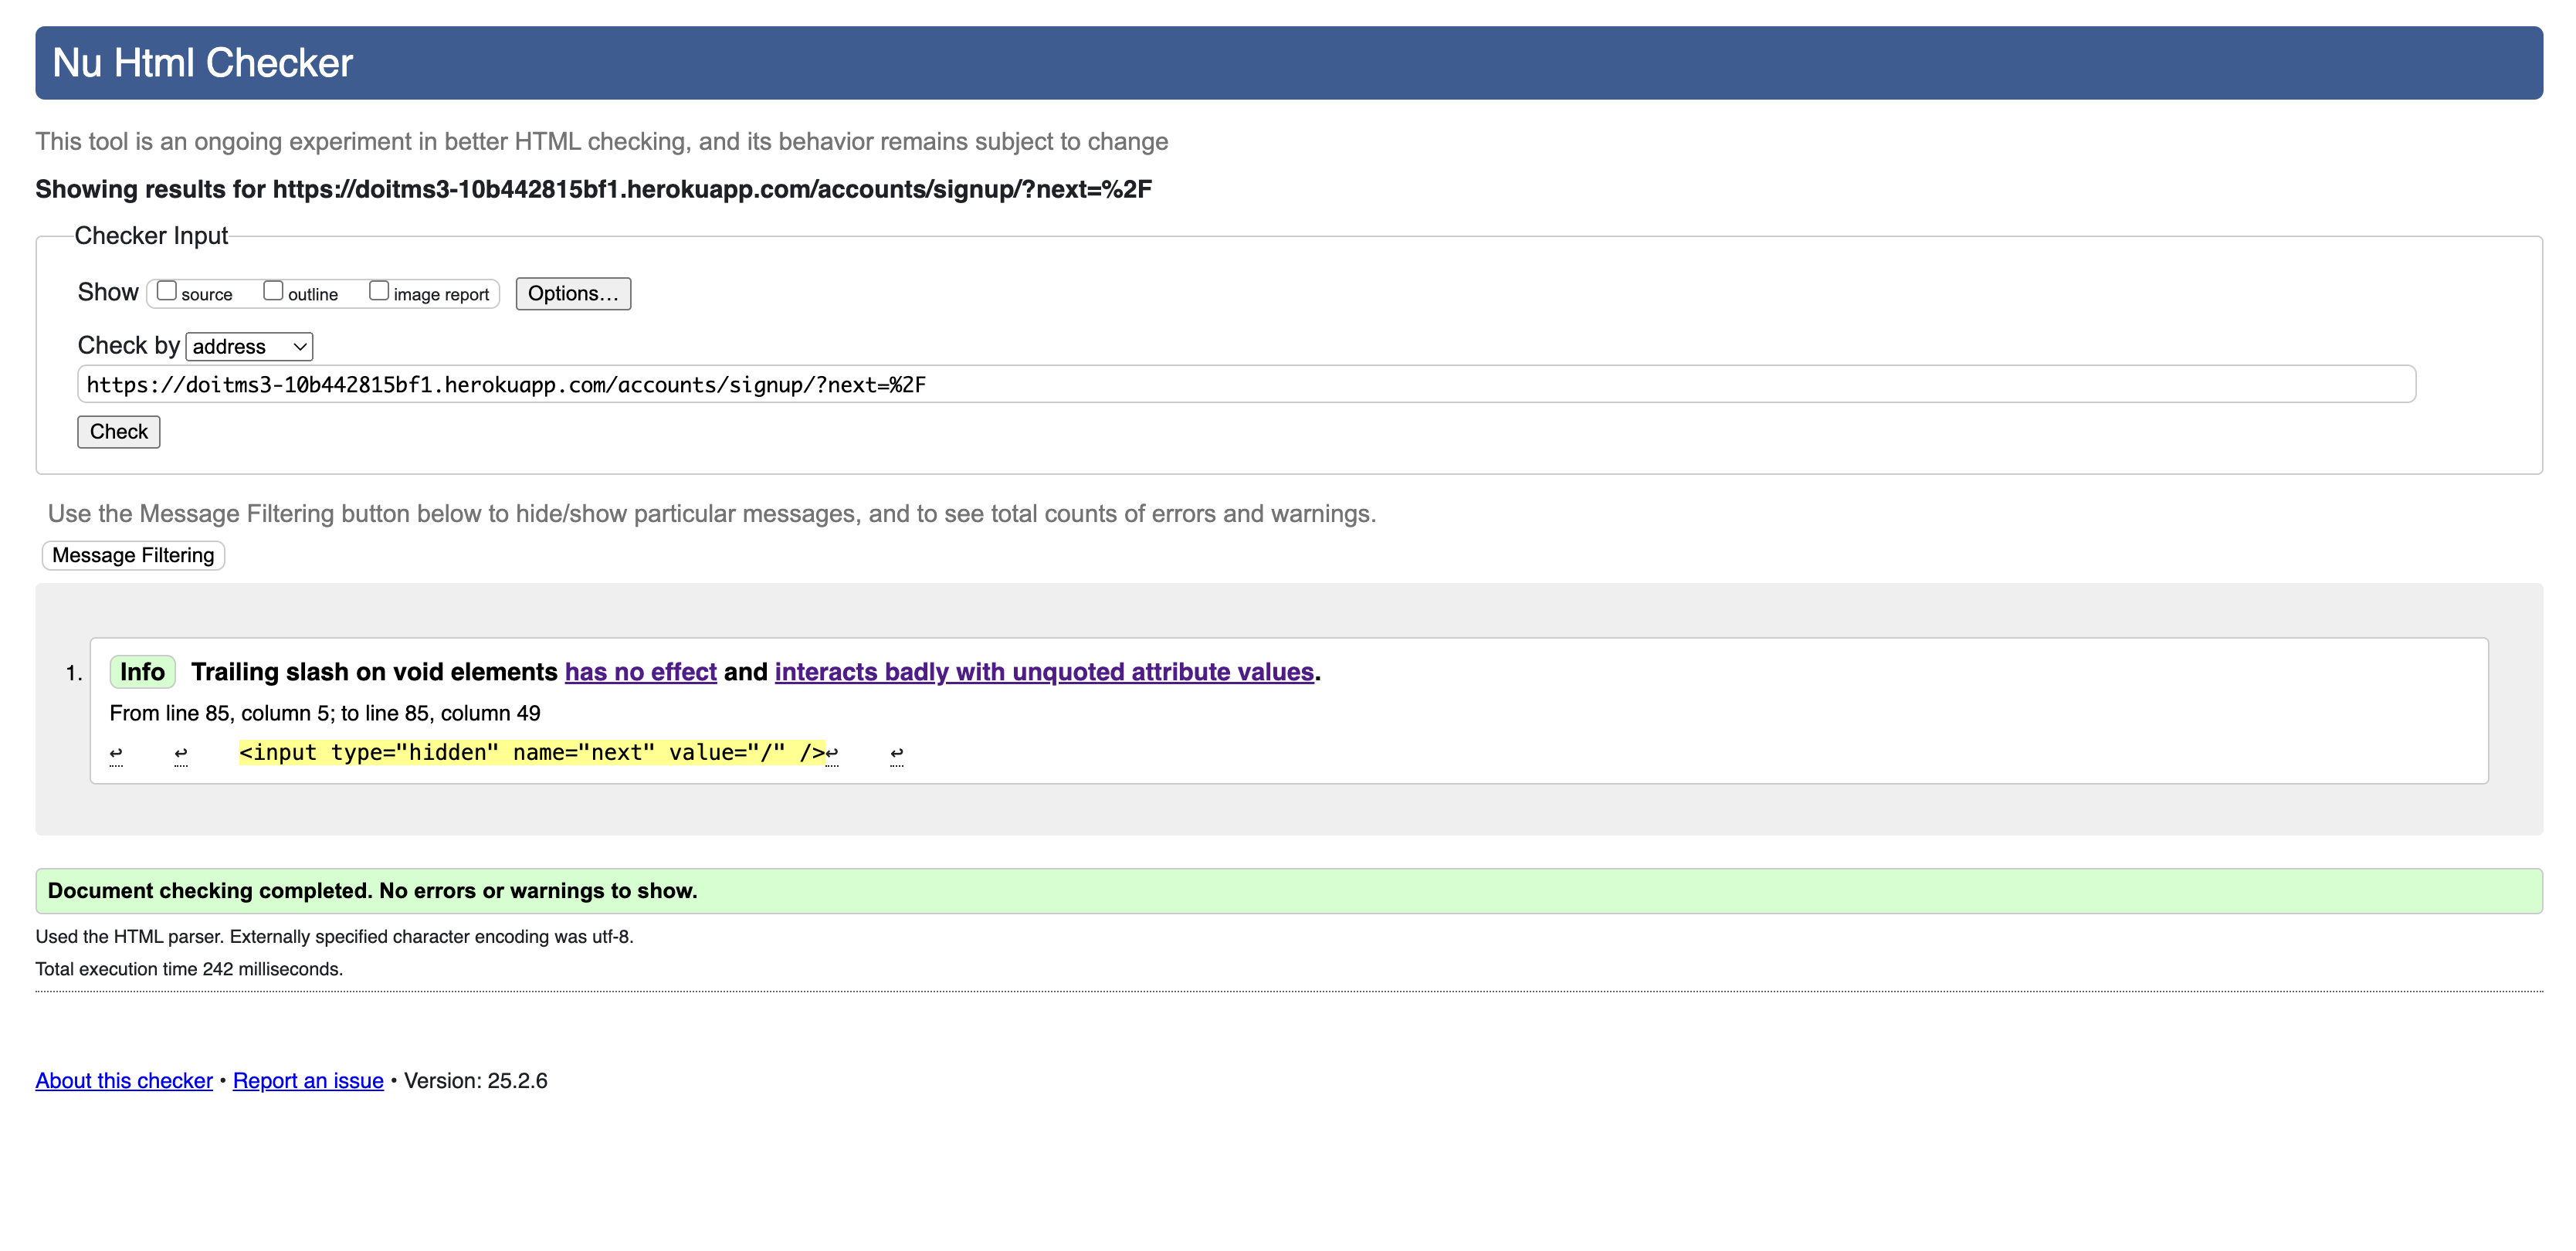 Nu Html Checker
This tool is an ongoing experiment in better HTML checking, and its behavior remains subject to change
Showing results for https://doitms3-10b442815bf1.herokuapp.com/accounts/signup/?next=%2F
Checker Input
Show source outline image report Options…
Check by address
https://doitms3-10b442815bf1.herokuapp.com/accounts/signup/?next=%2F
Check
Use the Message Filtering button below to hide/show particular messages, and to see total counts of errors and warnings.
Message Filtering
1. Info Trailing slash on void elements has no effect and interacts badly with unquoted attribute values.
From line 85, column 5; to line 85, column 49
↩ ↩ <input type="hidden" name="next" value="/" />↩ ↩
Document checking completed. No errors or warnings to show.
Used the HTML parser. Externally specified character encoding was utf-8.
Total execution time 242 milliseconds.
About this checker • Report an issue • Version: 25.2.6